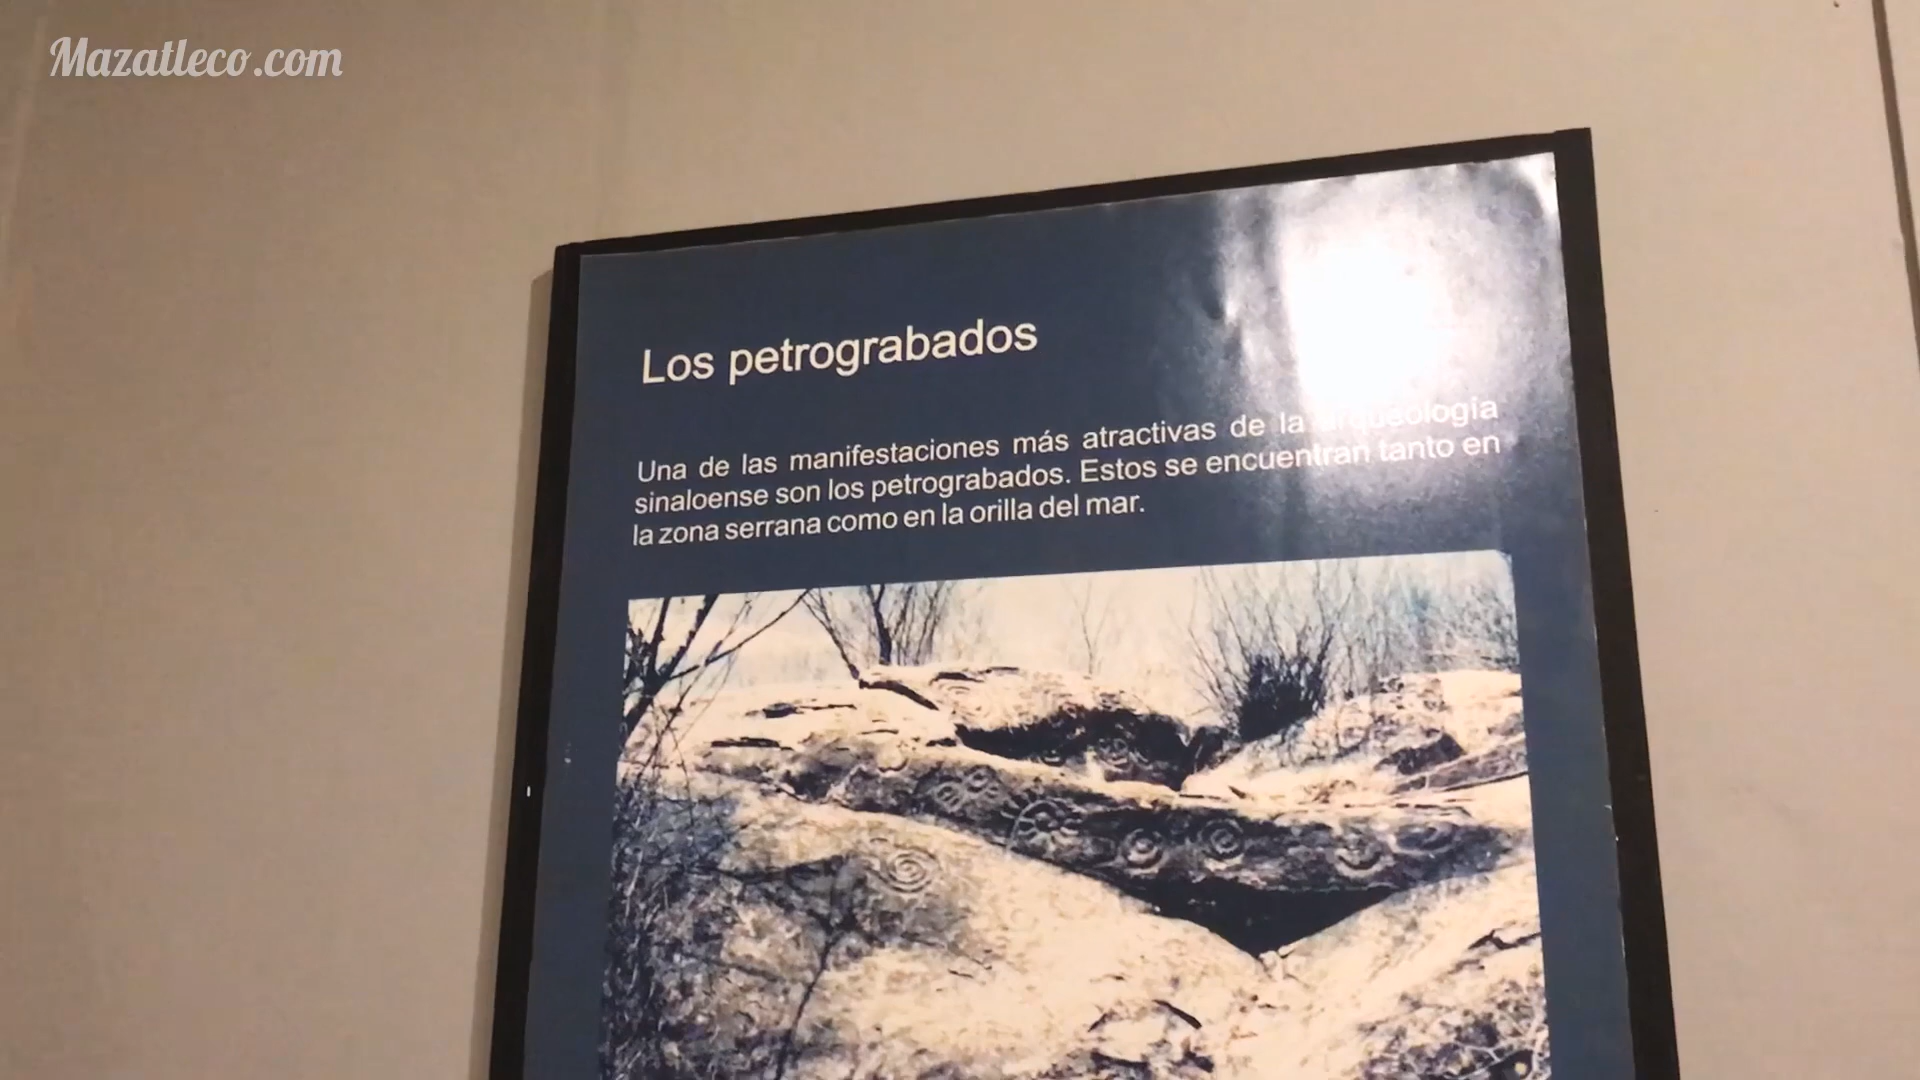 Mazatleco.com
Los petrograbados
Una de las manifestaciones más atractivas de la arqueología
sinaloense son los petrograbados. Estos se encuentran tanto en
la zona serrana como en la orilla del mar.